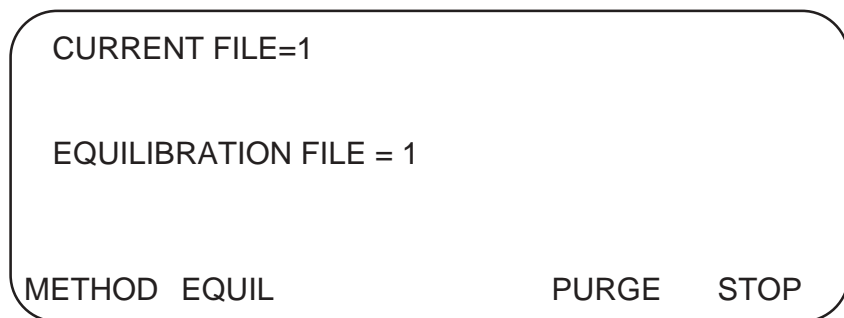 CURRENT FILE=1
EQUILIBRATION FILE = 1
METHOD EQUIL PURGE STOP